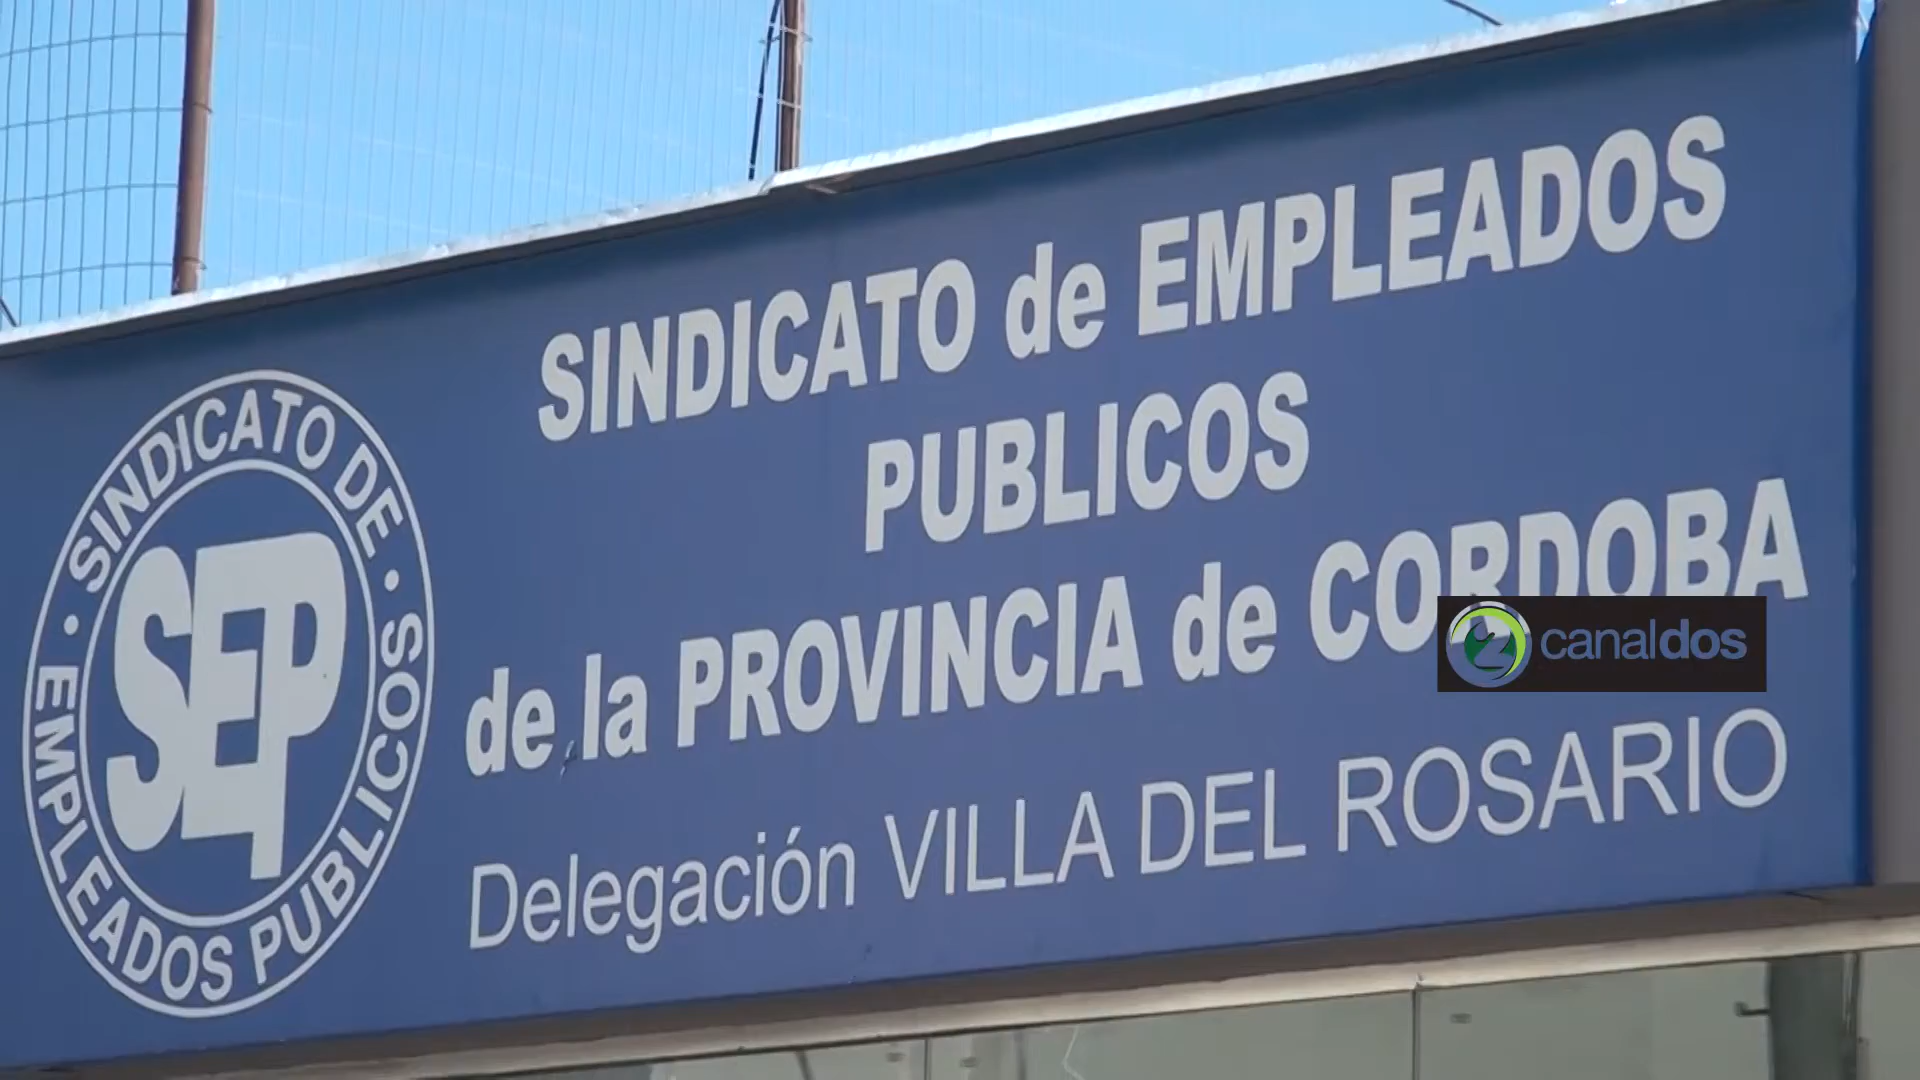 SINDICATO DE
EMPLEADOS PUBLICOS
SEP
SINDICATO de EMPLEADOS
PUBLICOS
de la PROVINCIA de CORDOBA
Delegación VILLA DEL ROSARIO
canaldos